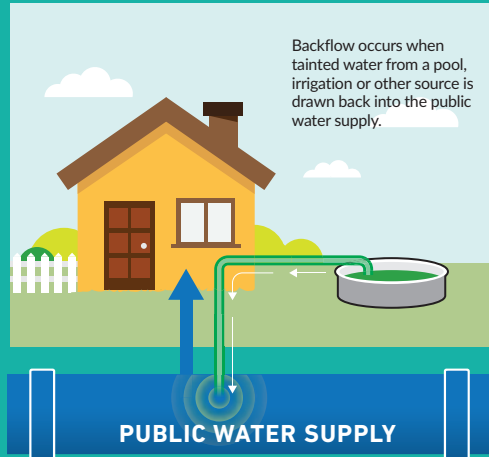 Backflow occurs when
tainted water from a pool,
irrigation or other source is
drawn back into the public
water supply.
PUBLIC WATER SUPPLY